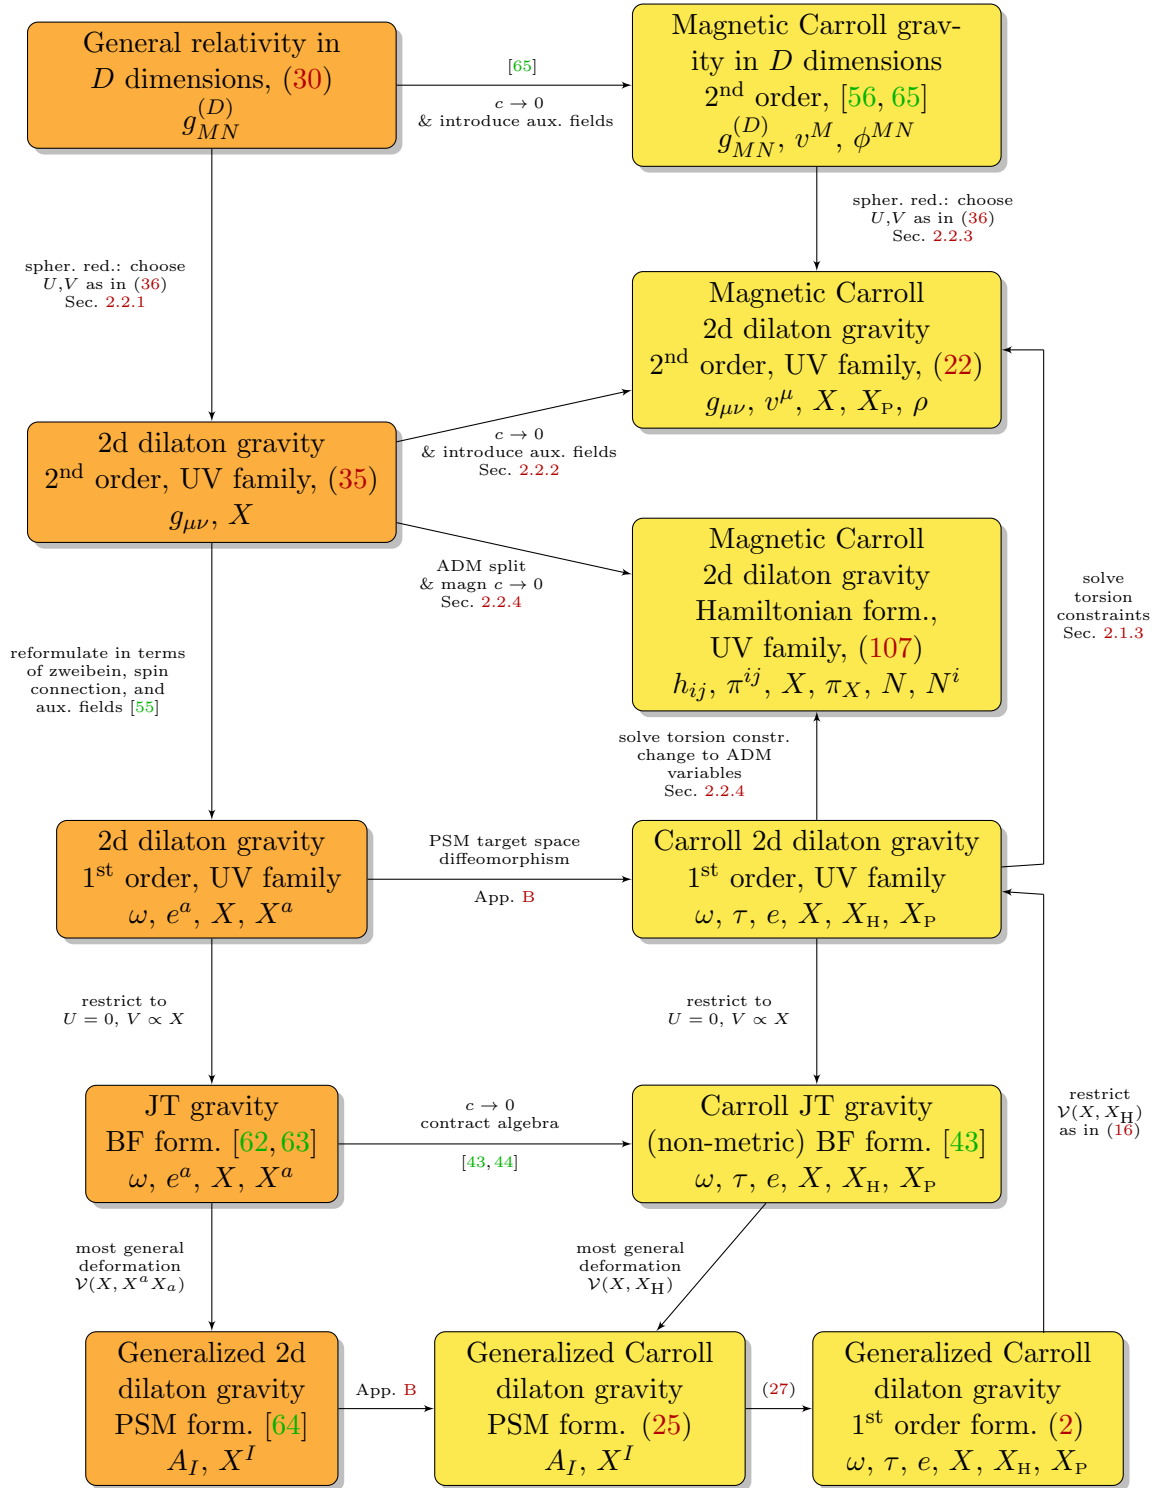 General relativity in
D dimensions, (30)
g_{MN}^{(D)}
[65]
c → 0
& introduce aux. fields
Magnetic Carroll grav-
ity in D dimensions
2nd order, [56, 65]
g_{MN}^{(D)}, v^M, ϕ^{MN}
spher. red.: choose
U,V as in (36)
Sec. 2.2.1
spher. red.: choose
U,V as in (36)
Sec. 2.2.3
Magnetic Carroll
2d dilaton gravity
2nd order, UV family, (22)
g_{μν}, v^μ, X, X_P, ρ
2d dilaton gravity
2nd order, UV family, (35)
g_{μν}, X
c → 0
& introduce aux. fields
Sec. 2.2.2
ADM split
& magn c → 0
Sec. 2.2.4
Magnetic Carroll
2d dilaton gravity
Hamiltonian form.,
UV family, (107)
h_{ij}, π^{ij}, X, π_X, N, N^i
solve
torsion
constraints
Sec. 2.1.3
reformulate in terms
of zweibein, spin
connection, and
aux. fields [55]
solve torsion constr.
change to ADM
variables
Sec. 2.2.4
2d dilaton gravity
1st order, UV family
ω, e^a, X, X^a
PSM target space
diffeomorphism
App. B
Carroll 2d dilaton gravity
1st order, UV family
ω, τ, e, X, X_H, X_P
restrict to
U = 0, V ∝ X
restrict to
U = 0, V ∝ X
JT gravity
BF form. [62, 63]
ω, e^a, X, X^a
c → 0
contract algebra
[43, 44]
Carroll JT gravity
(non-metric) BF form. [43]
ω, τ, e, X, X_H, X_P
restrict
𝒱(X, X_H)
as in (16)
most general
deformation
𝒱(X, X^a X_a)
most general
deformation
𝒱(X, X_H)
Generalized 2d
dilaton gravity
PSM form. [64]
A_I, X^I
App. B
Generalized Carroll
dilaton gravity
PSM form. (25)
A_I, X^I
(27)
Generalized Carroll
dilaton gravity
1st order form. (2)
ω, τ, e, X, X_H, X_P